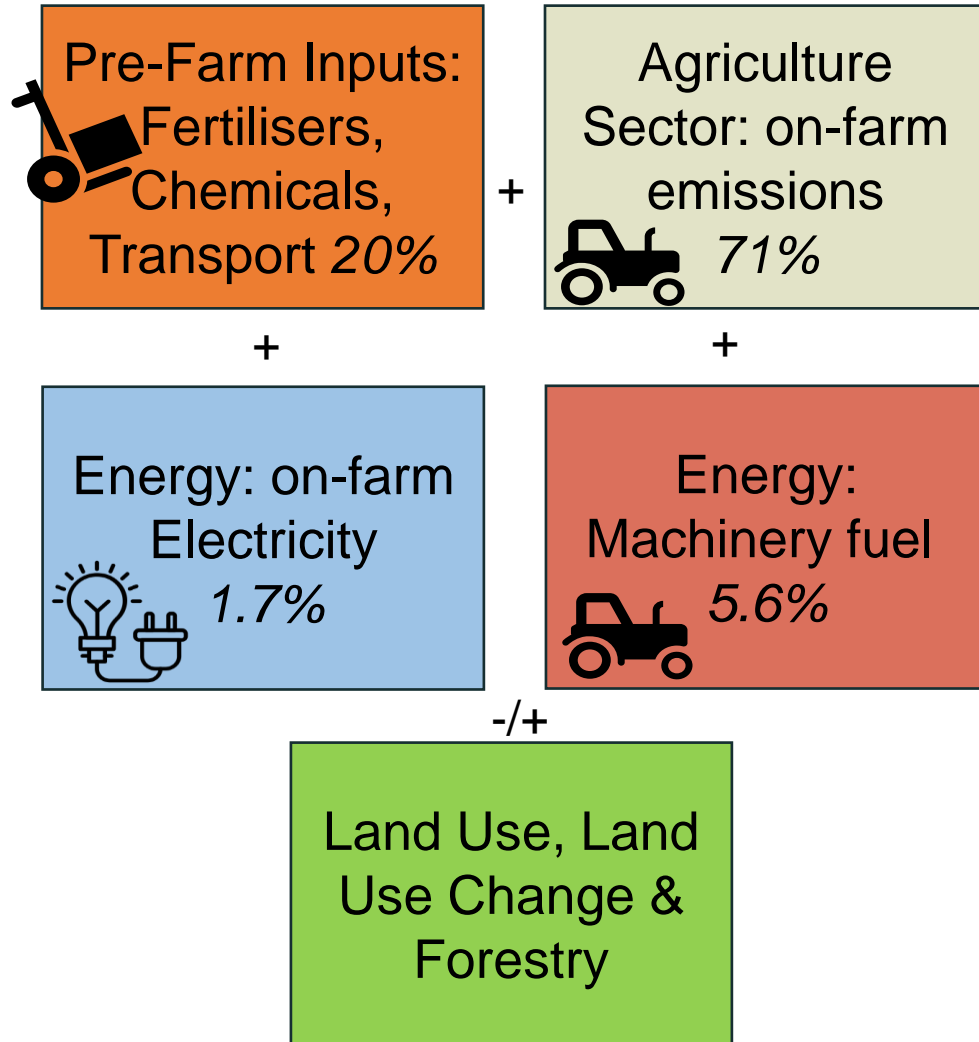 Pre-Farm Inputs:
Fertilisers,
Chemicals,
Transport 20%
+
Agriculture
Sector: on-farm
emissions
71%
+
+
Energy: on-farm
Electricity
1.7%
Energy:
Machinery fuel
5.6%
-/+
Land Use, Land
Use Change &
Forestry